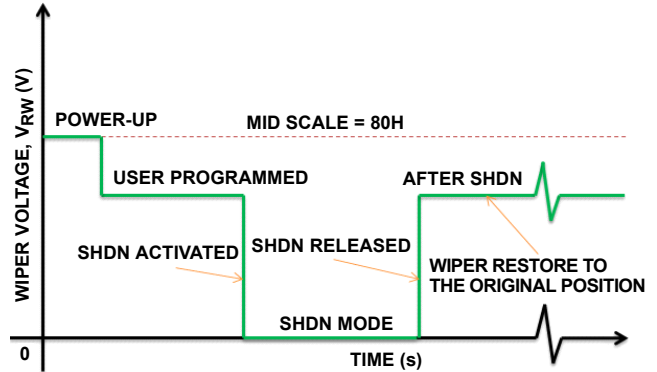 WIPER VOLTAGE, VRW (V)
POWER-UP
MID SCALE = 80H
USER PROGRAMMED
AFTER SHDN
SHDN ACTIVATED
SHDN RELEASED
WIPER RESTORE TO
THE ORIGINAL POSITION
SHDN MODE
0
TIME (s)